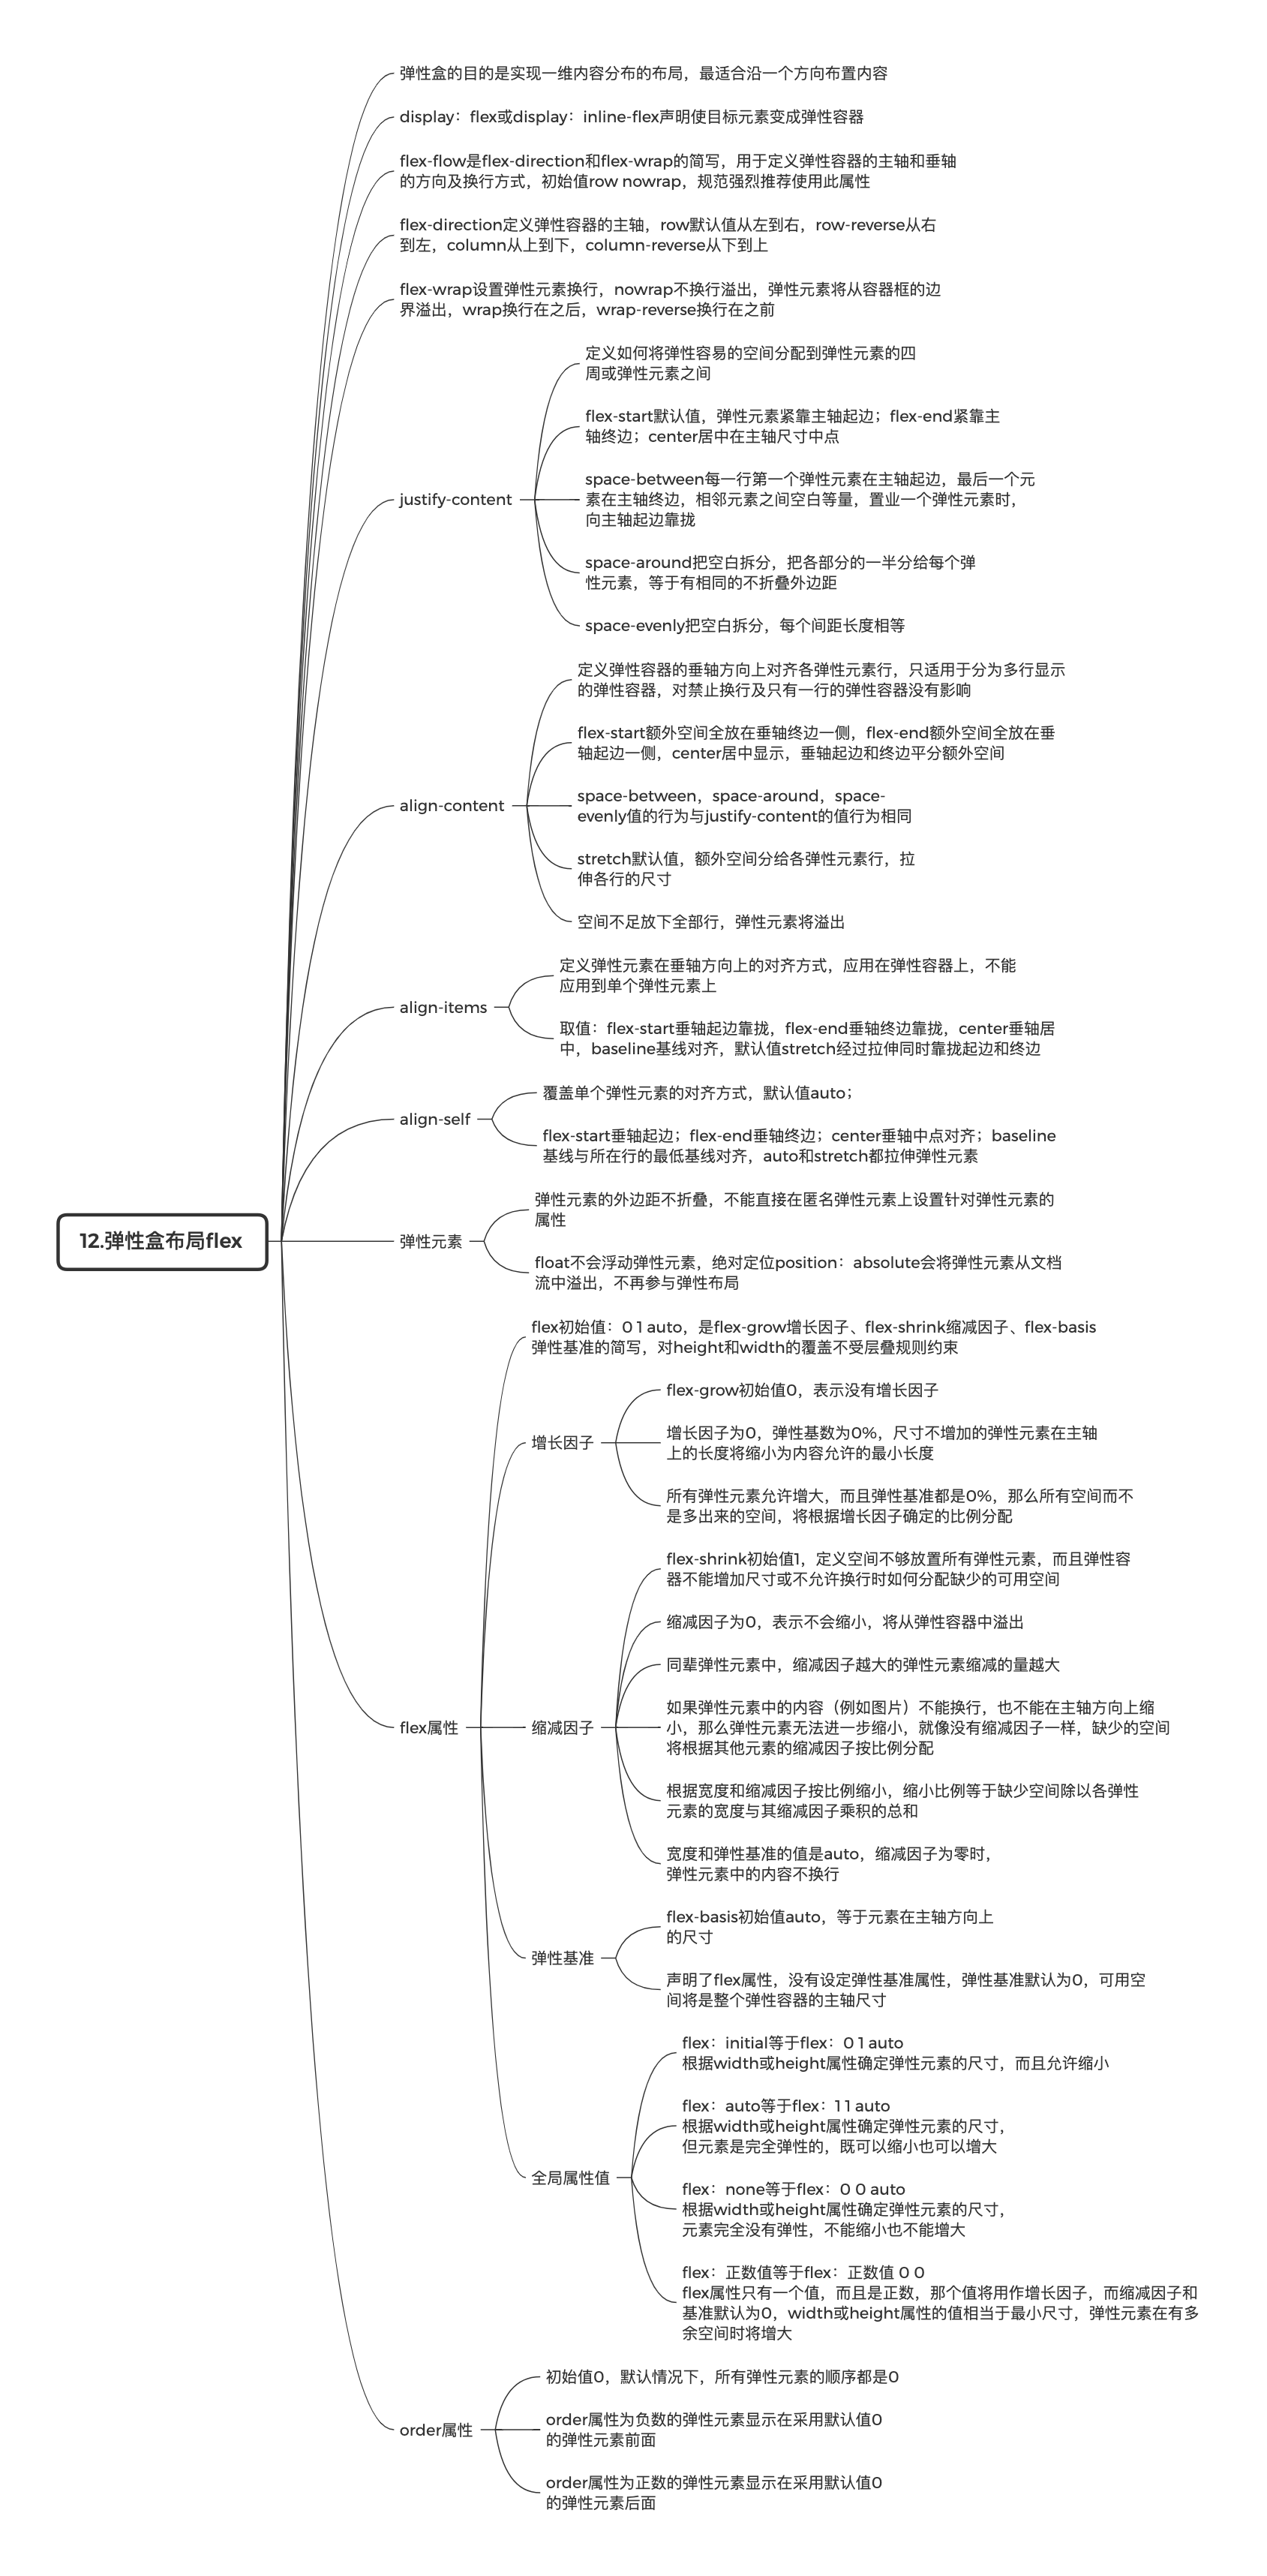 弹性盒的目的是实现一维内容分布的布局，最适合沿一个方向布置内容
display：flex或display：inline-flex声明使目标元素变成弹性容器
flex-flow是flex-direction和flex-wrap的简写，用于定义弹性容器的主轴和垂轴
的方向及换行方式，初始值row nowrap，规范强烈推荐使用此属性
flex-direction定义弹性容器的主轴，row默认值从左到右，row-reverse从右
到左，column从上到下，column-reverse从下到上
flex-wrap设置弹性元素换行，nowrap不换行溢出，弹性元素将从容器框的边
界溢出，wrap换行在之后，wrap-reverse换行在之前
justify-content
定义如何将弹性容易的空间分配到弹性元素的四
周或弹性元素之间
flex-start默认值，弹性元素紧靠主轴起边；flex-end紧靠主
轴终边；center居中在主轴尺寸中点
space-between每一行第一个弹性元素在主轴起边，最后一个元
素在主轴终边，相邻元素之间空白等量，置业一个弹性元素时，
向主轴起边靠拢
space-around把空白拆分，把各部分的一半分给每个弹
性元素，等于有相同的不折叠外边距
space-evenly把空白拆分，每个间距长度相等
align-content
定义弹性容器的垂轴方向上对齐各弹性元素行，只适用于分为多行显示
的弹性容器，对禁止换行及只有一行的弹性容器没有影响
flex-start额外空间全放在垂轴终边一侧，flex-end额外空间全放在垂
轴起边一侧，center居中显示，垂轴起边和终边平分额外空间
space-between，space-around，space-
evenly值的行为与justify-content的值行为相同
stretch默认值，额外空间分给各弹性元素行，拉
伸各行的尺寸
空间不足放下全部行，弹性元素将溢出
align-items
定义弹性元素在垂轴方向上的对齐方式，应用在弹性容器上，不能
应用到单个弹性元素上
取值：flex-start垂轴起边靠拢，flex-end垂轴终边靠拢，center垂轴居
中，baseline基线对齐，默认值stretch经过拉伸同时靠拢起边和终边
align-self
覆盖单个弹性元素的对齐方式，默认值auto；
flex-start垂轴起边；flex-end垂轴终边；center垂轴中点对齐；baseline
基线与所在行的最低基线对齐，auto和stretch都拉伸弹性元素
12.弹性盒布局flex
弹性元素
弹性元素的外边距不折叠，不能直接在匿名弹性元素上设置针对弹性元素的
属性
float不会浮动弹性元素，绝对定位position：absolute会将弹性元素从文档
流中溢出，不再参与弹性布局
flex属性
flex初始值：0 1 auto，是flex-grow增长因子、flex-shrink缩减因子、flex-basis
弹性基准的简写，对height和width的覆盖不受层叠规则约束
增长因子
flex-grow初始值0，表示没有增长因子
增长因子为0，弹性基数为0%，尺寸不增加的弹性元素在主轴
上的长度将缩小为内容允许的最小长度
所有弹性元素允许增大，而且弹性基准都是0%，那么所有空间而不
是多出来的空间，将根据增长因子确定的比例分配
缩减因子
flex-shrink初始值1，定义空间不够放置所有弹性元素，而且弹性容
器不能增加尺寸或不允许换行时如何分配缺少的可用空间
缩减因子为0，表示不会缩小，将从弹性容器中溢出
同辈弹性元素中，缩减因子越大的弹性元素缩减的量越大
如果弹性元素中的内容（例如图片）不能换行，也不能在主轴方向上缩
小，那么弹性元素无法进一步缩小，就像没有缩减因子一样，缺少的空间
将根据其他元素的缩减因子按比例分配
根据宽度和缩减因子按比例缩小，缩小比例等于缺少空间除以各弹性
元素的宽度与其缩减因子乘积的总和
宽度和弹性基准的值是auto，缩减因子为零时，
弹性元素中的内容不换行
弹性基准
flex-basis初始值auto，等于元素在主轴方向上
的尺寸
声明了flex属性，没有设定弹性基准属性，弹性基准默认为0，可用空
间将是整个弹性容器的主轴尺寸
全局属性值
flex：initial等于flex：0 1 auto
根据width或height属性确定弹性元素的尺寸，而且允许缩小
flex：auto等于flex：1 1 auto
根据width或height属性确定弹性元素的尺寸，
但元素是完全弹性的，既可以缩小也可以增大
flex：none等于flex：0 0 auto
根据width或height属性确定弹性元素的尺寸，
元素完全没有弹性，不能缩小也不能增大
flex：正数值等于flex：正数值 0 0
flex属性只有一个值，而且是正数，那个值将用作增长因子，而缩减因子和
基准默认为0，width或height属性的值相当于最小尺寸，弹性元素在有多
余空间时将增大
order属性
初始值0，默认情况下，所有弹性元素的顺序都是0
order属性为负数的弹性元素显示在采用默认值0
的弹性元素前面
order属性为正数的弹性元素显示在采用默认值0
的弹性元素后面